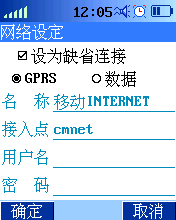 12:05
网络设定
设为缺省连接
GPRS 数据
名 称 移动INTERNET
接入点 cmnet
用户名
密 码
确定 取消